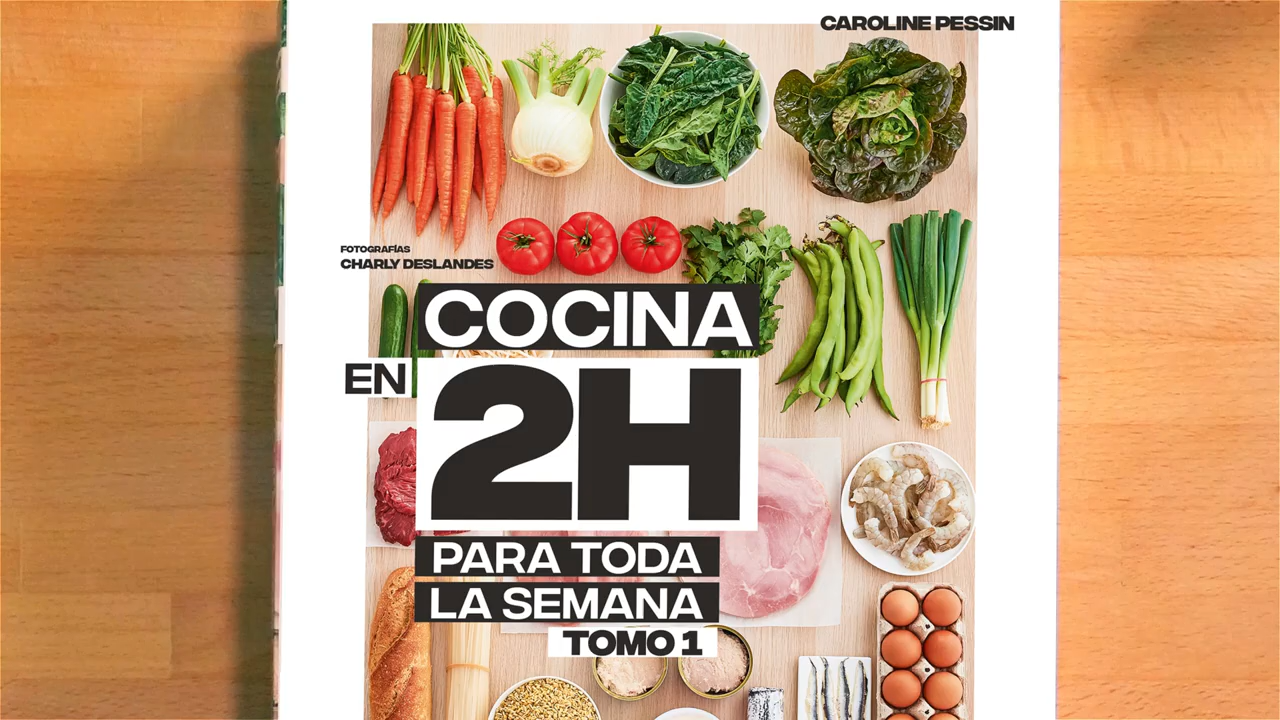 CAROLINE PESSIN
FOTOGRAFÍAS
CHARLY DESLANDES
COCINA
EN
2H
PARA TODA
LA SEMANA
TOMO 1